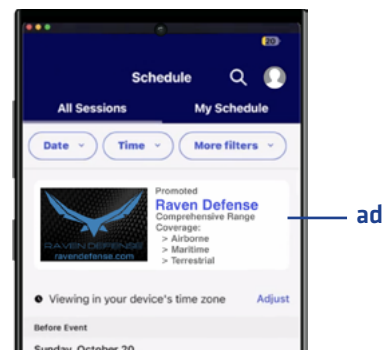 20
Schedule
All Sessions
My Schedule
Date
Time
More filters
Promoted
Raven Defense
Comprehensive Range
Coverage:
> Airborne
> Maritime
> Terrestrial
RAVEN DEFENSE
ravendefense.com
ad
Viewing in your device's time zone
Adjust
Before Event
Sunday, October 20